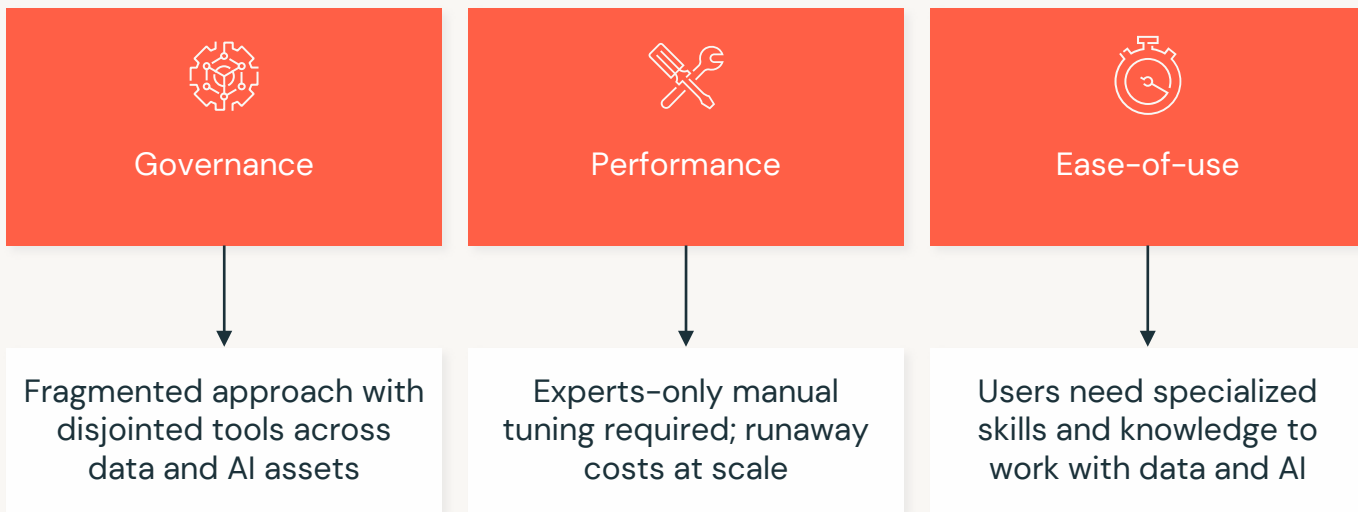 Governance
Performance
Ease-of-use
Fragmented approach with
disjointed tools across
data and AI assets
Experts-only manual
tuning required; runaway
costs at scale
Users need specialized
skills and knowledge to
work with data and AI